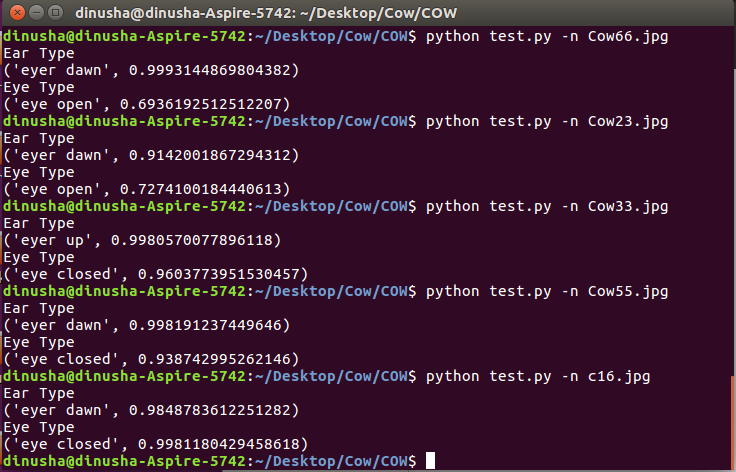 dinusha@dinusha-Aspire-5742: ~/Desktop/Cow/COW
dinusha@dinusha-Aspire-5742:~/Desktop/Cow/COW$ python test.py -n Cow66.jpg
Ear Type
('eyer dawn', 0.9993144869804382)
Eye Type
('eye open', 0.6936192512512207)
dinusha@dinusha-Aspire-5742:~/Desktop/Cow/COW$ python test.py -n Cow23.jpg
Ear Type
('eyer dawn', 0.9142001867294312)
Eye Type
('eye open', 0.7274100184440613)
dinusha@dinusha-Aspire-5742:~/Desktop/Cow/COW$ python test.py -n Cow33.jpg
Ear Type
('eyer up', 0.9980570077896118)
Eye Type
('eye closed', 0.9603773951530457)
dinusha@dinusha-Aspire-5742:~/Desktop/Cow/COW$ python test.py -n Cow55.jpg
Ear Type
('eyer dawn', 0.998191237449646)
Eye Type
('eye closed', 0.938742995262146)
dinusha@dinusha-Aspire-5742:~/Desktop/Cow/COW$ python test.py -n c16.jpg
Ear Type
('eyer dawn', 0.9848783612251282)
Eye Type
('eye closed', 0.9981180429458618)
dinusha@dinusha-Aspire-5742:~/Desktop/Cow/COW$